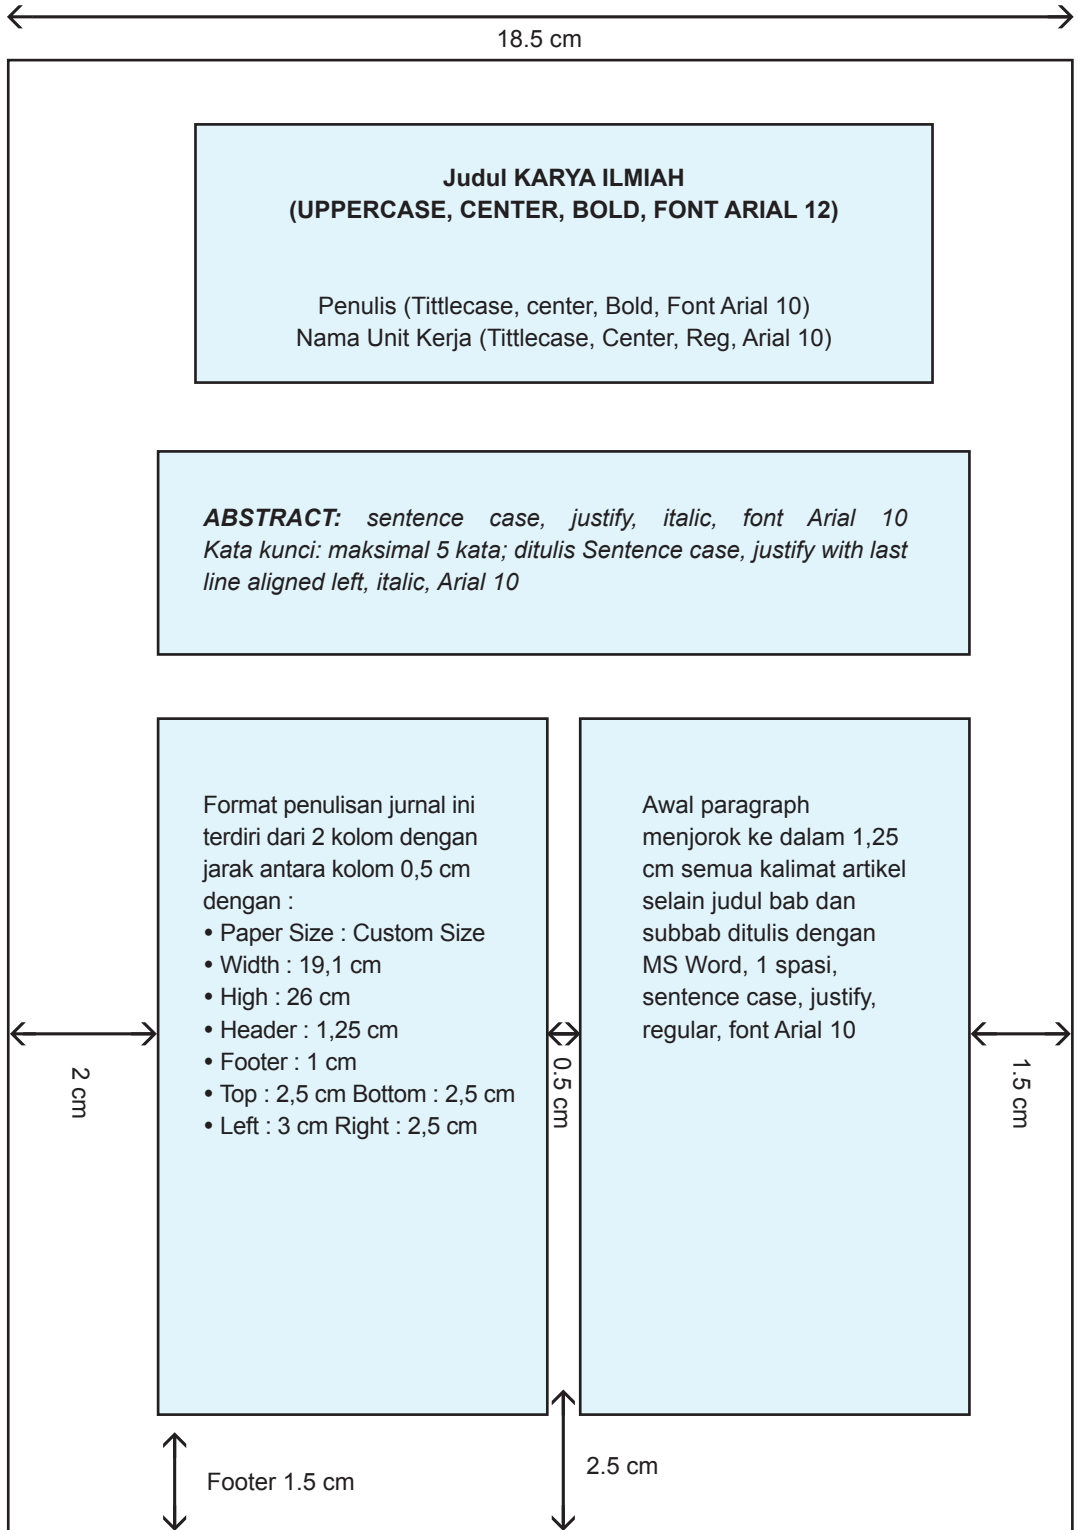 18.5 cm
Judul KARYA ILMIAH
(UPPERCASE, CENTER, BOLD, FONT ARIAL 12)
Penulis (Tittlecase, center, Bold, Font Arial 10)
Nama Unit Kerja (Tittlecase, Center, Reg, Arial 10)
ABSTRACT: sentence case, justify, italic, font Arial 10
Kata kunci: maksimal 5 kata; ditulis Sentence case, justify with last
line aligned left, italic, Arial 10
Format penulisan jurnal ini
terdiri dari 2 kolom dengan
jarak antara kolom 0,5 cm
dengan :
• Paper Size : Custom Size
• Width : 19,1 cm
• High : 26 cm
• Header : 1,25 cm
• Footer : 1 cm
• Top : 2,5 cm Bottom : 2,5 cm
• Left : 3 cm Right : 2,5 cm
Awal paragraph
menjorok ke dalam 1,25
cm semua kalimat artikel
selain judul bab dan
subbab ditulis dengan
MS Word, 1 spasi,
sentence case, justify,
regular, font Arial 10
2 cm
0.5 cm
1.5 cm
Footer 1.5 cm
2.5 cm